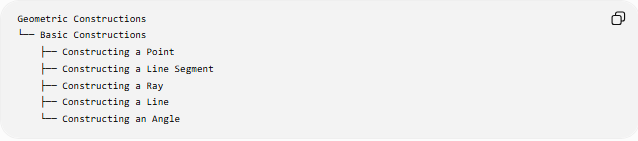 Geometric Constructions
└── Basic Constructions
    ├── Constructing a Point
    ├── Constructing a Line Segment
    ├── Constructing a Ray
    ├── Constructing a Line
    └── Constructing an Angle